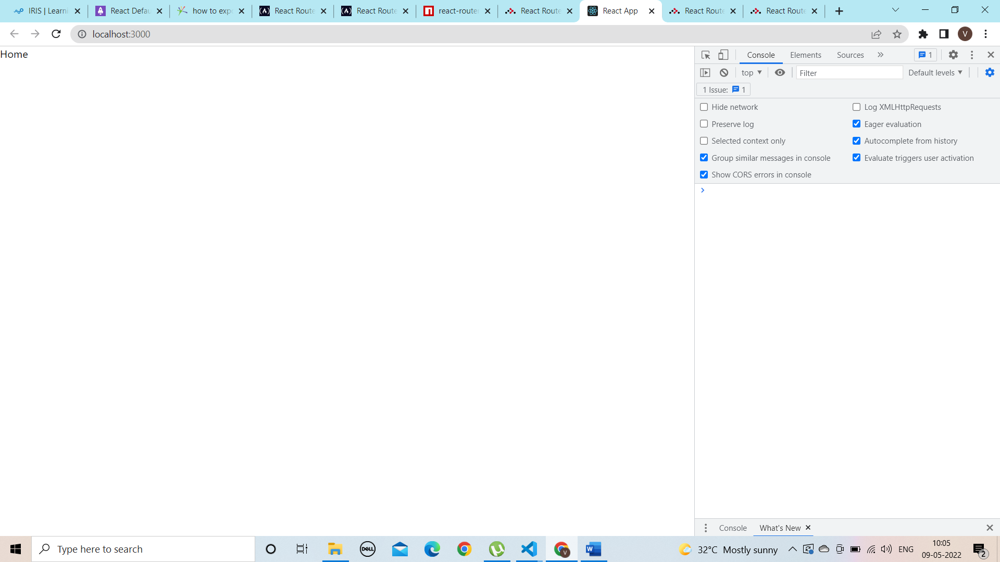 IRIS | Learni
React Defau
how to expo
React Route
React Route
react-router
React Route
React App
React Route
React Route
localhost:3000
V
Home
Console Elements Sources
1
top
Filter
Default levels
1 Issue: 1
Hide network
Log XMLHttpRequests
Preserve log
Eager evaluation
Selected context only
Autocomplete from history
Group similar messages in console
Evaluate triggers user activation
Show CORS errors in console
Console What's New
Type here to search
DELL
V
W
32°C Mostly sunny
ENG
10:05
09-05-2022
2